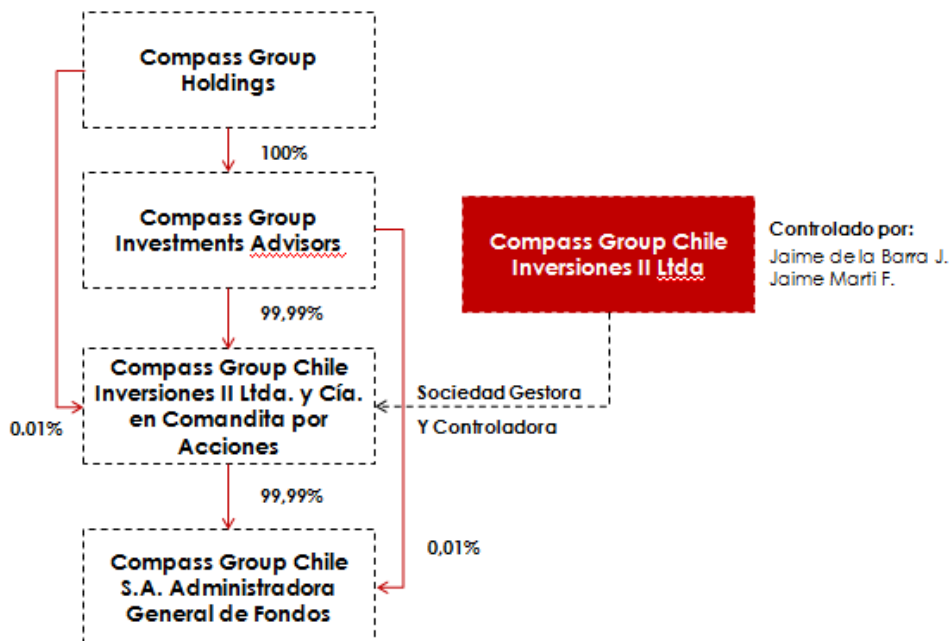 Compass Group
Holdings
100%
Compass Group
Investments Advisors
Compass Group Chile
Inversiones II Ltda
Controlado por:
Jaime de la Barra J.
Jaime Marti F.
99,99%
Compass Group Chile
Inversiones II Ltda. y Cía.
en Comandita por
Acciones
Sociedad Gestora
Y Controladora
0.01%
99,99%
0,01%
Compass Group Chile
S.A. Administradora
General de Fondos